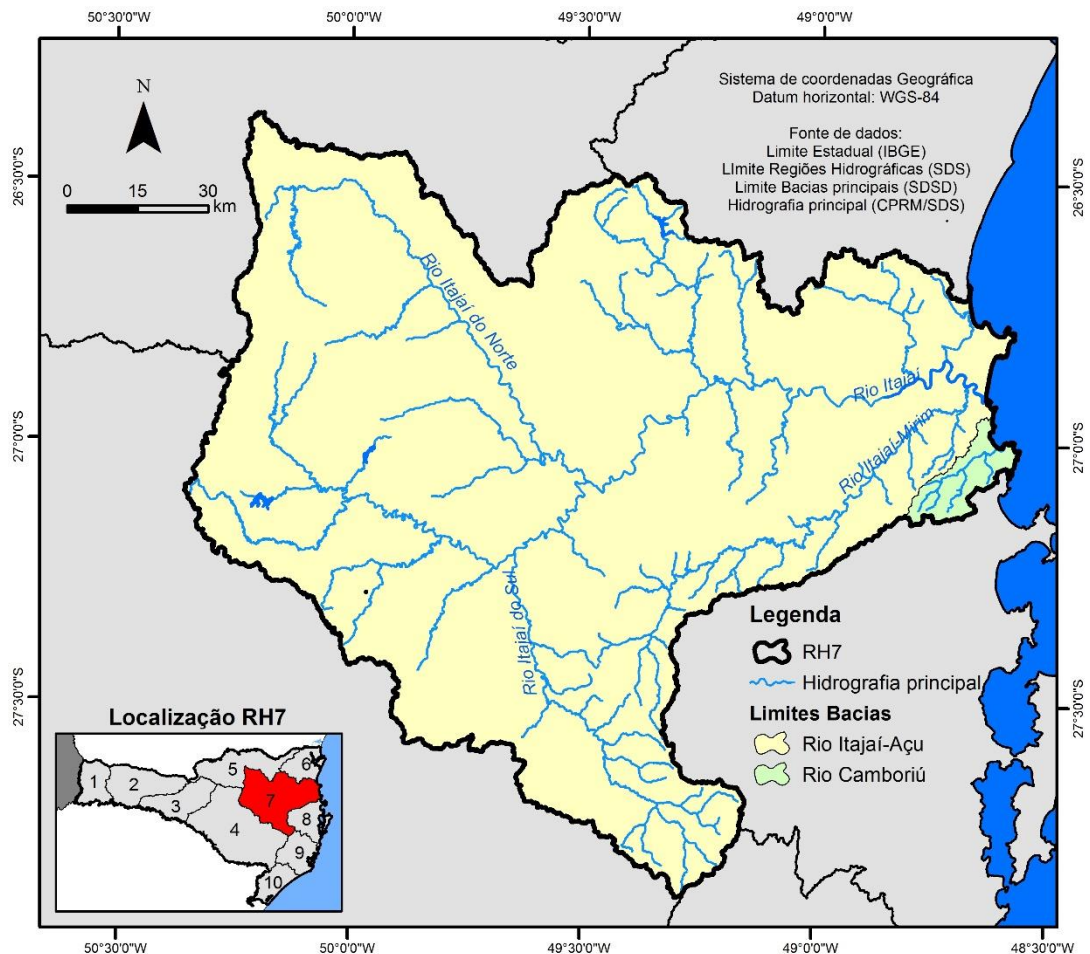 50°30'0"W 50°0'0"W 49°30'0"W 49°0'0"W
Sistema de coordenadas Geográfica
Datum horizontal: WGS-84
Fonte de dados:
Limite Estadual (IBGE)
LImite Regiões Hidrográficas (SDS)
Limite Bacias principais (SDSD)
Hidrografia principal (CPRM/SDS)
N
0 15 30
km
26°30'0"S
26°30'0"S
Rio Itajaí do Norte
Rio Itajaí
Rio Itajaí-Mirim
27°0'0"S
27°0'0"S
Rio Itajaí do Sul
Legenda
RH7
Hidrografia principal
Limites Bacias
Rio Itajaí-Açu
Rio Camboriú
27°30'0"S
27°30'0"S
Localização RH7
1
2
3
4
5
6
7
8
9
10
50°30'0"W 50°0'0"W 49°30'0"W 49°0'0"W 48°30'0"W